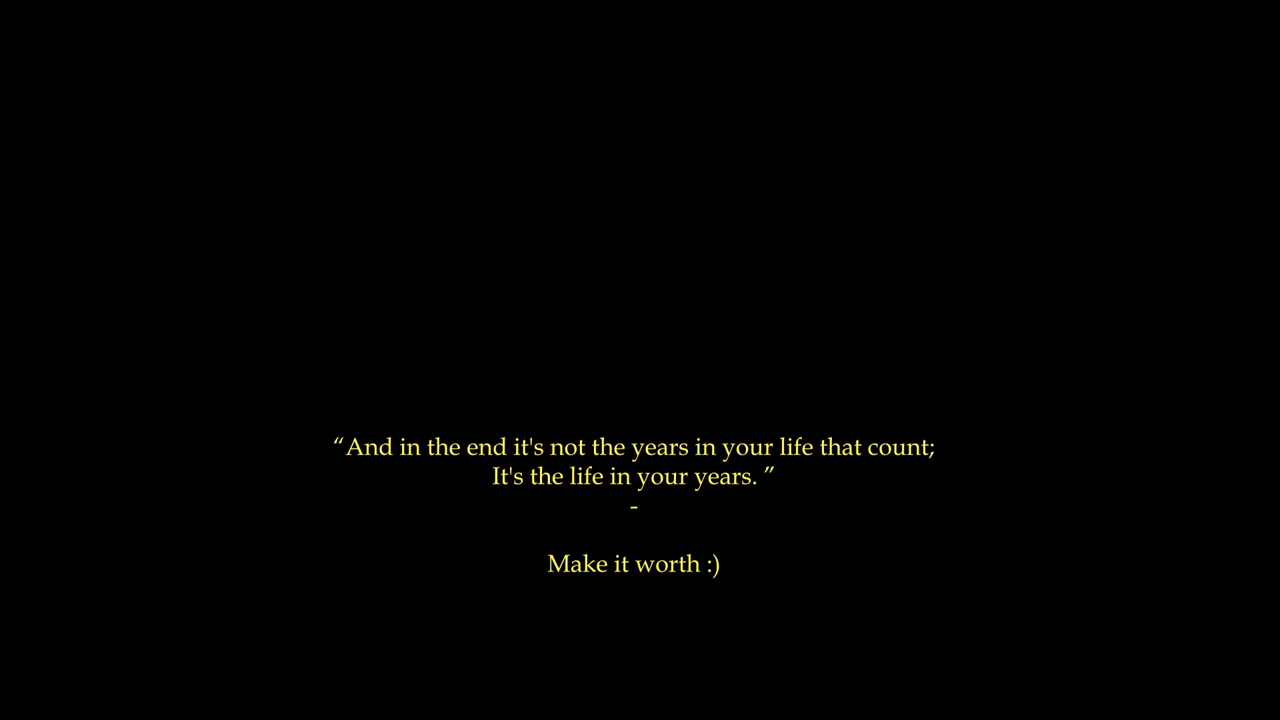 “And in the end it's not the years in your life that count;
It's the life in your years. ”
-
Make it worth :)